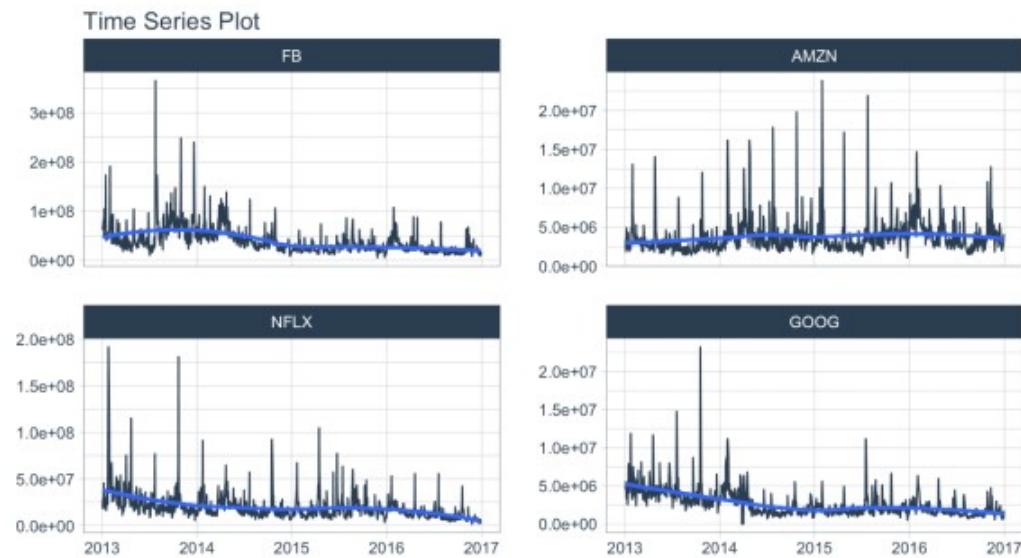 Time Series Plot
FB
AMZN
3e+08
2e+08
1e+08
0e+00
2.0e+07
1.5e+07
1.0e+07
5.0e+06
0.0e+00
NFLX
GOOG
2.0e+08
1.5e+08
1.0e+08
5.0e+07
0.0e+00
2.0e+07
1.5e+07
1.0e+07
5.0e+06
0.0e+00
2013 2014 2015 2016 2017
2013 2014 2015 2016 2017